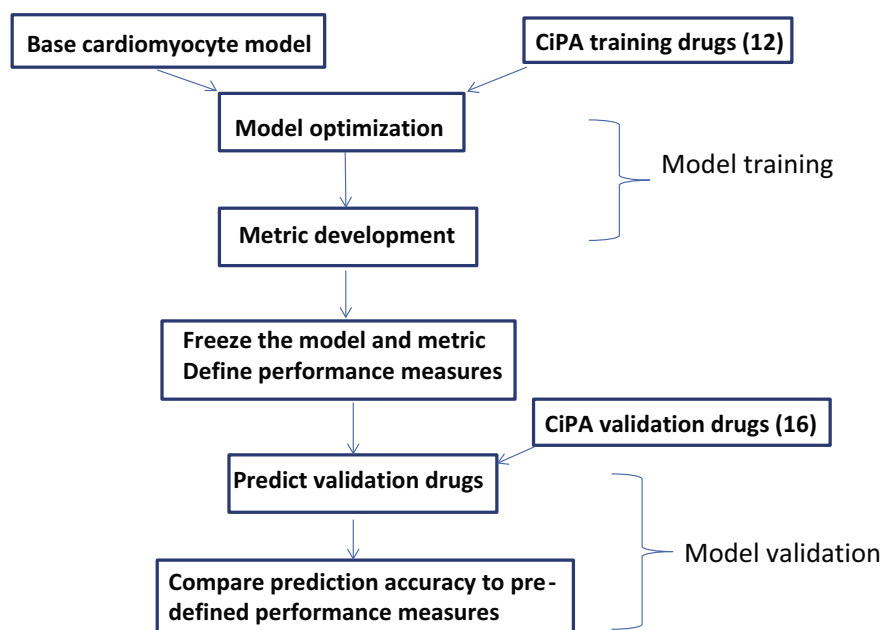 Base cardiomyocyte model
CiPA training drugs (12)
Model optimization
Model training
Metric development
Freeze the model and metric
Define performance measures
CiPA validation drugs (16)
Predict validation drugs
Model validation
Compare prediction accuracy to pre-
defined performance measures